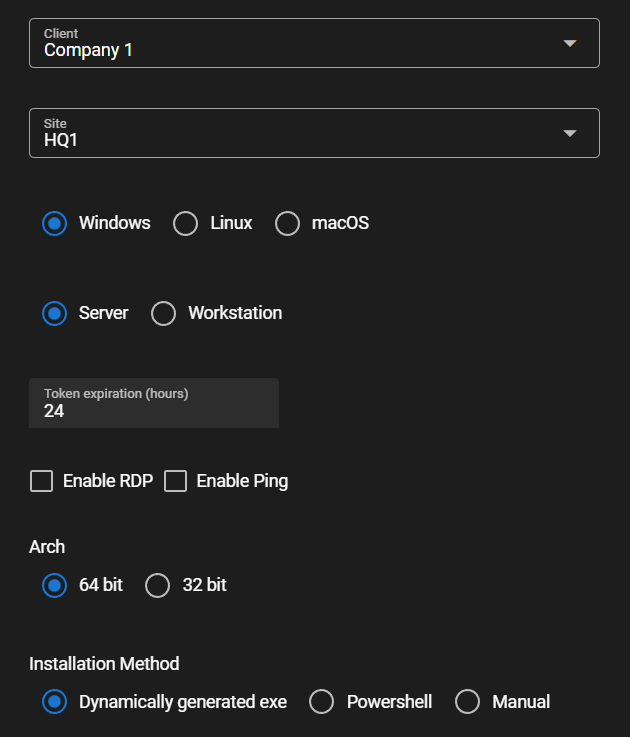 Client
Company 1
Site
HQ1
Windows Linux macOS
Server Workstation
Token expiration (hours)
24
Enable RDP Enable Ping
Arch
64 bit 32 bit
Installation Method
Dynamically generated exe Powershell Manual